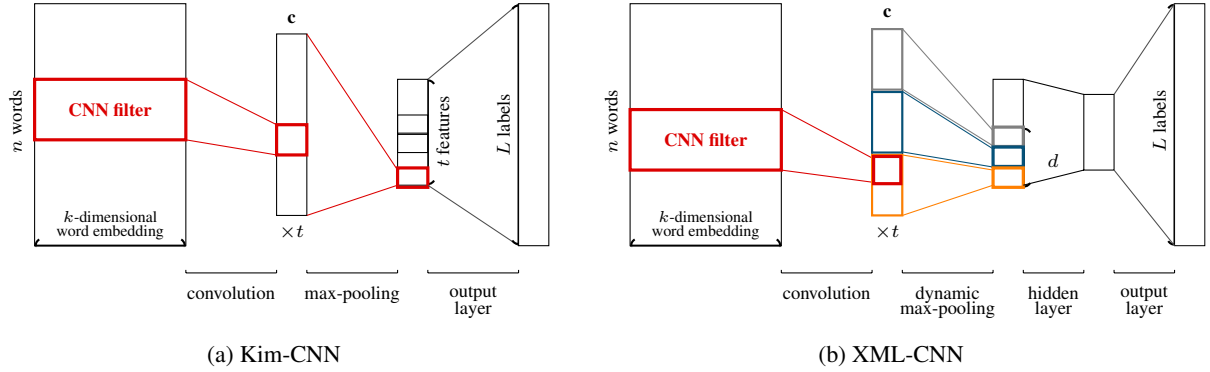 c
CNN filter
n words
k-dimensional
word embedding
× t
t features
L labels
convolution
max-pooling
output
layer
(a) Kim-CNN
c
CNN filter
n words
k-dimensional
word embedding
× t
d
L labels
convolution
dynamic
max-pooling
hidden
layer
output
layer
(b) XML-CNN